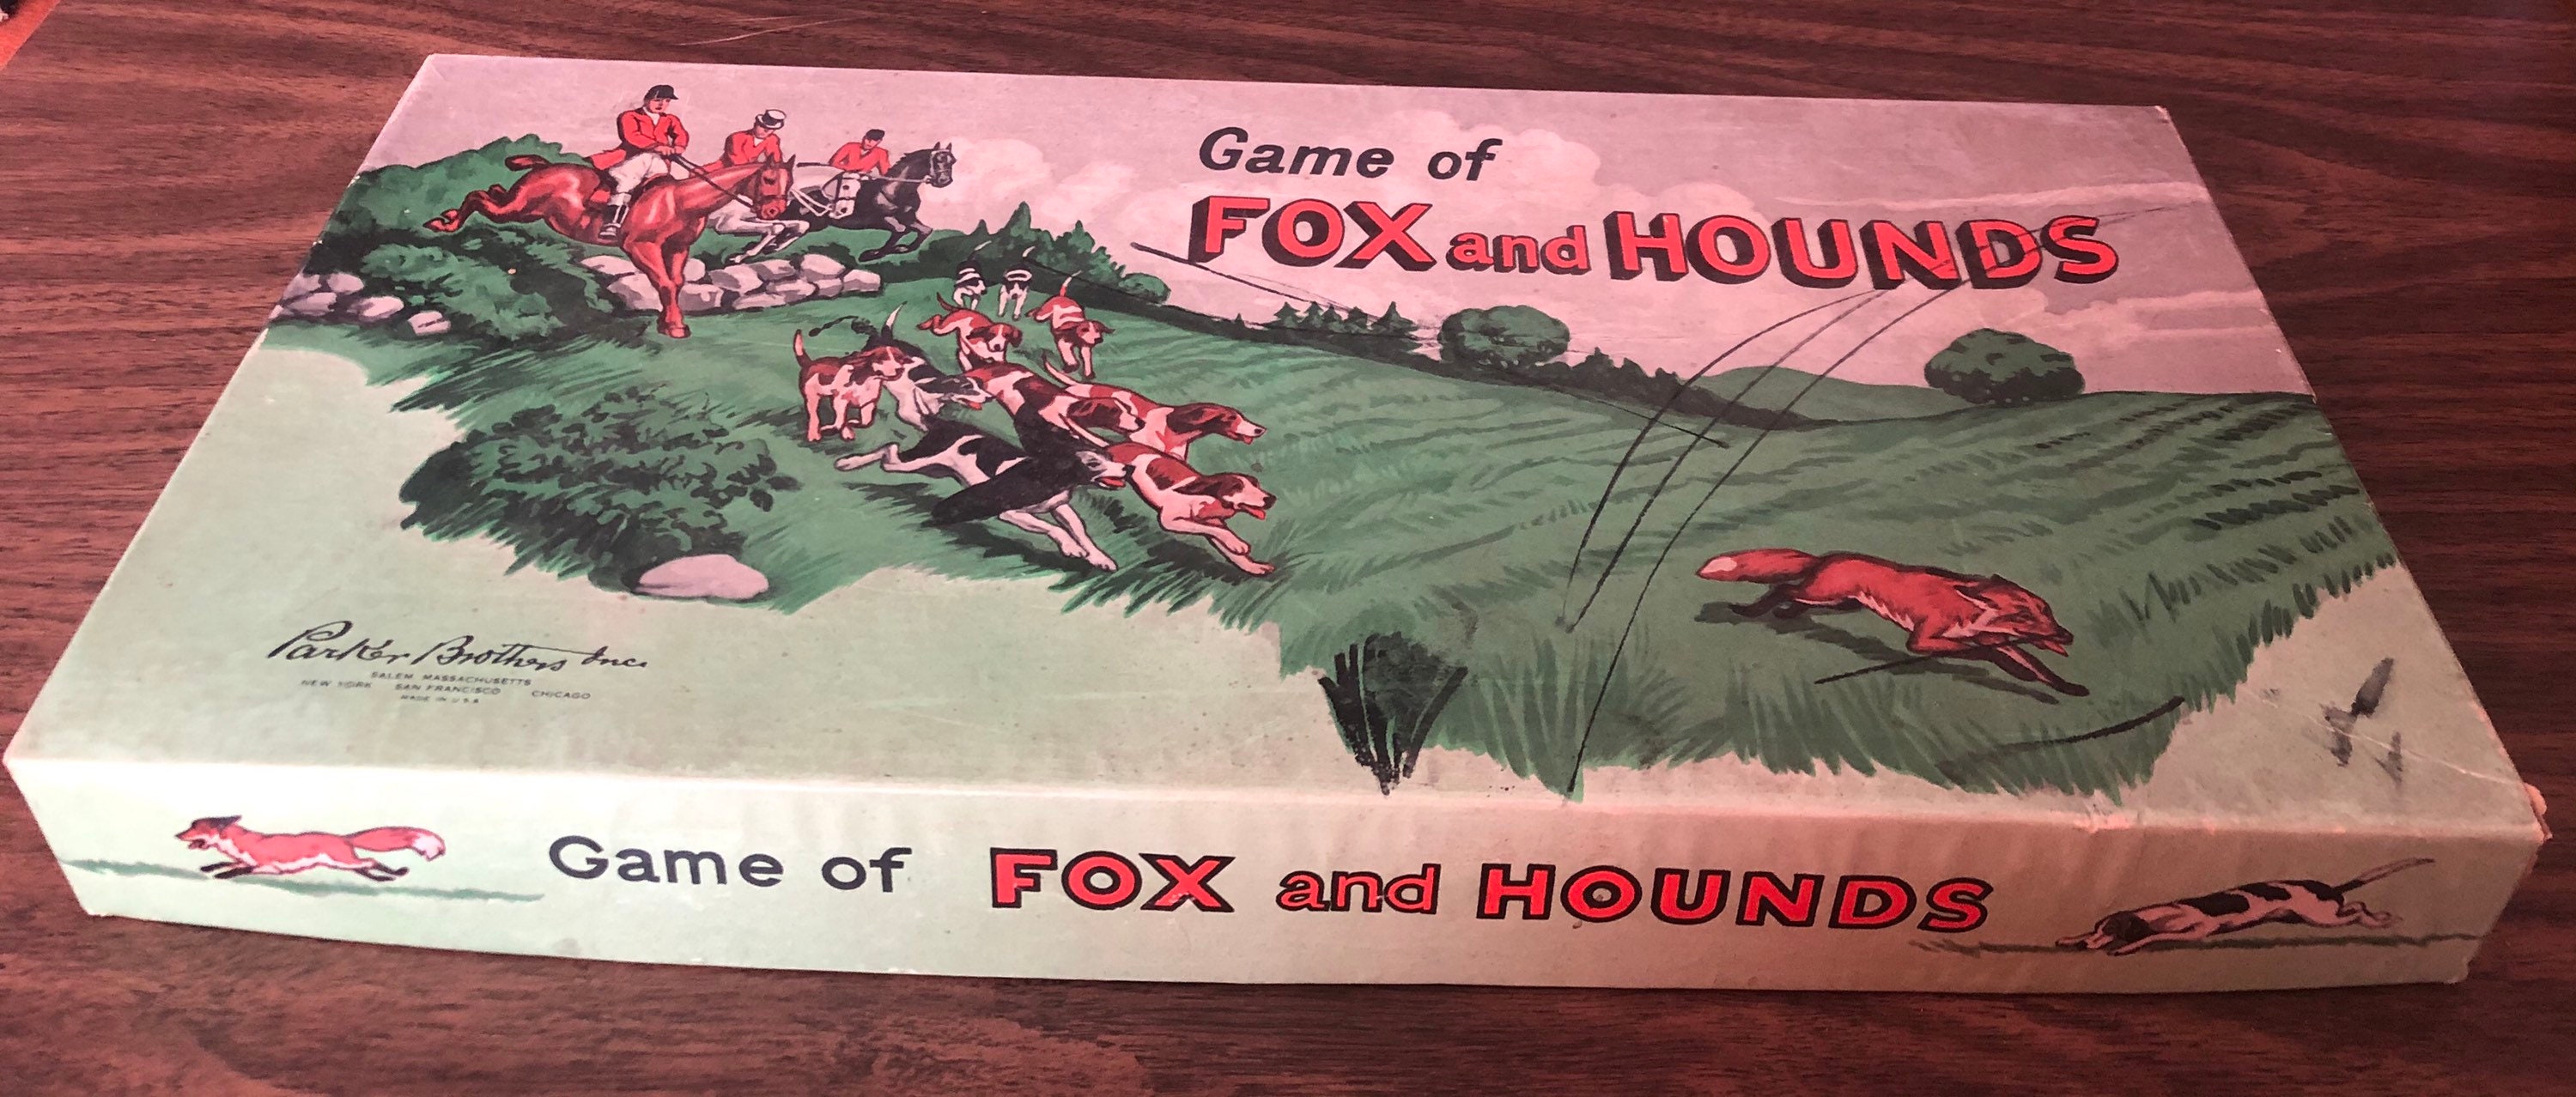 Game of
FOX and HOUNDS
Parker Brothers Inc.
SALEM MASSACHUSETTS
NEW YORK SAN FRANCISCO CHICAGO
MADE IN U.S.A
Game of FOX and HOUNDS